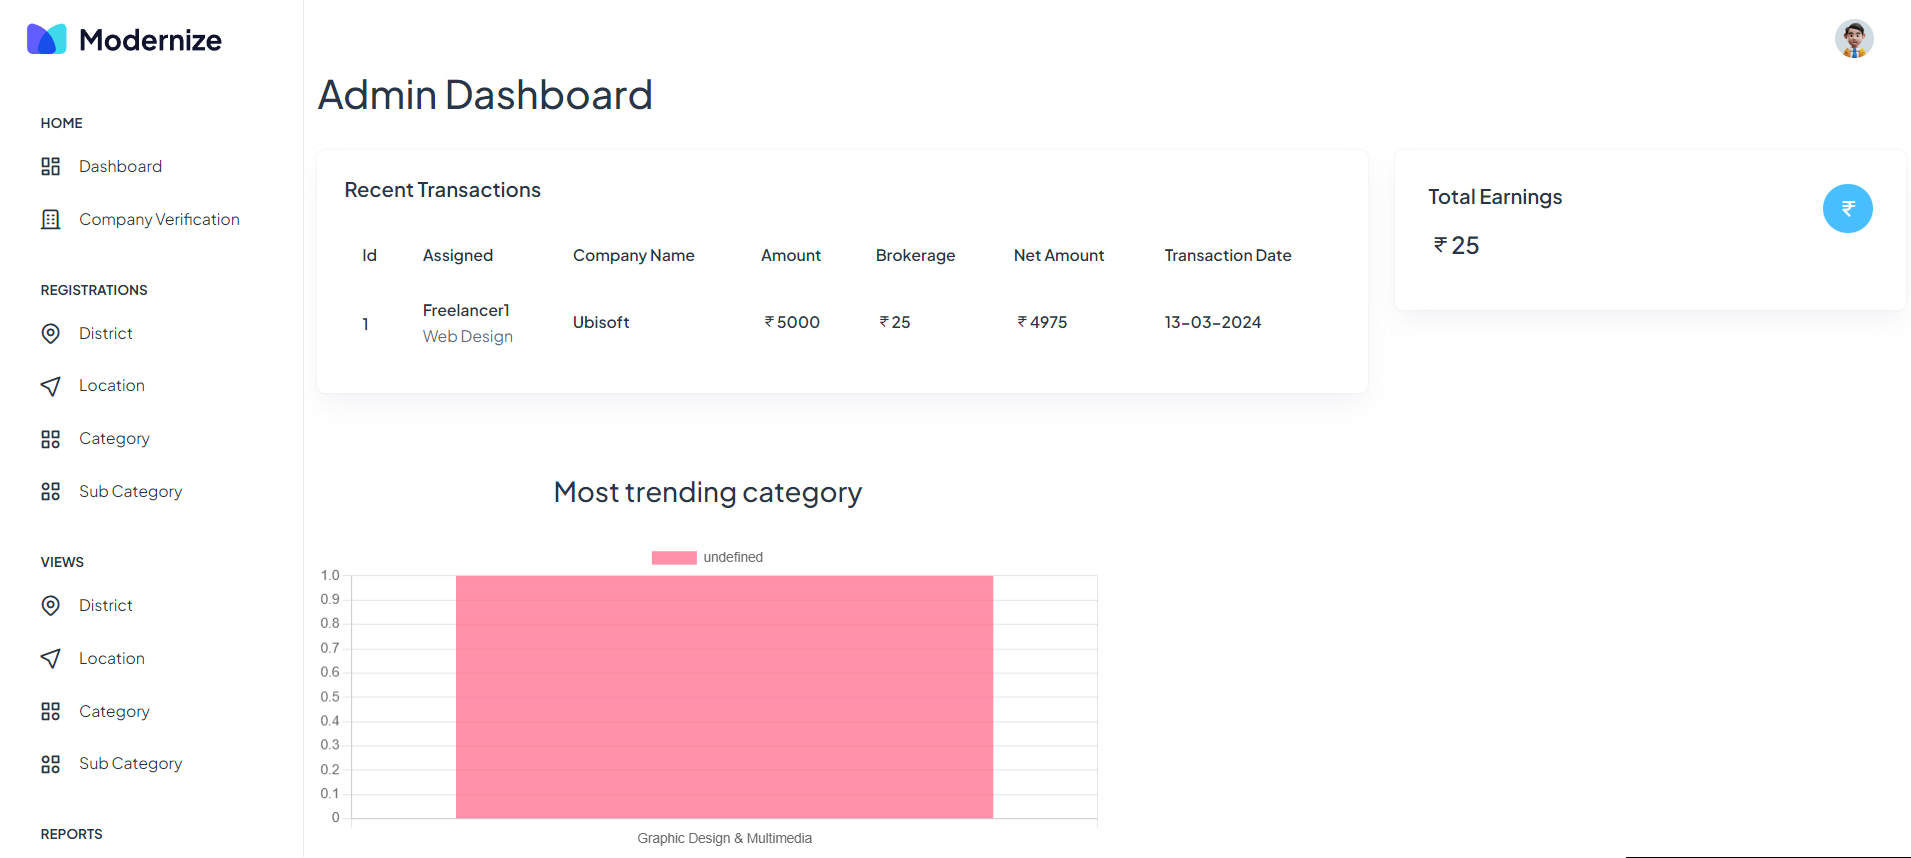 Modernize
HOME
Dashboard
Company Verification
REGISTRATIONS
District
Location
Category
Sub Category
VIEWS
District
Location
Category
Sub Category
REPORTS
Admin Dashboard
Recent Transactions
Id Assigned Company Name Amount Brokerage Net Amount Transaction Date
1 Freelancer1 Ubisoft ₹ 5000 ₹ 25 ₹ 4975 13-03-2024
Web Design
Total Earnings
₹
₹ 25
Most trending category
undefined
1.0
0.9
0.8
0.7
0.6
0.5
0.4
0.3
0.2
0.1
0
Graphic Design & Multimedia